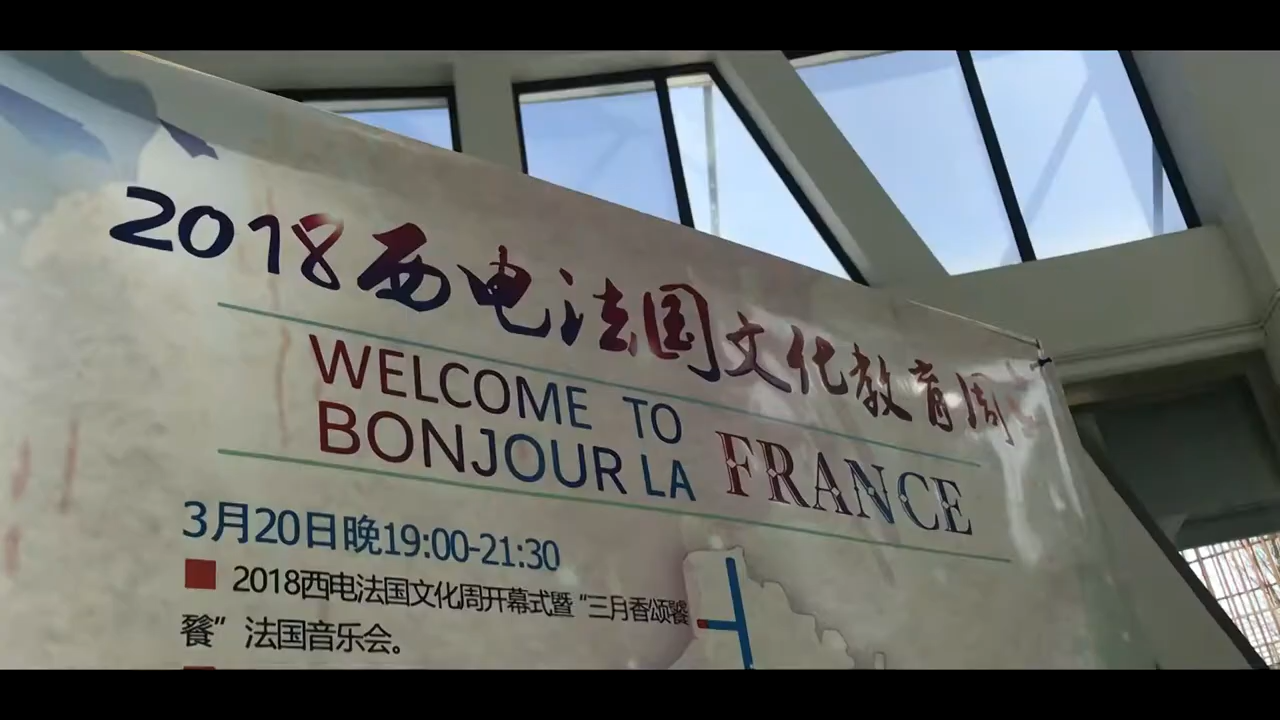 2018西电法国文化教育周
WELCOME TO
BONJOUR LA FRANCE
3月20日晚19:00-21:30
2018西电法国文化周开幕式暨“三月香颂饕
餮”法国音乐会。